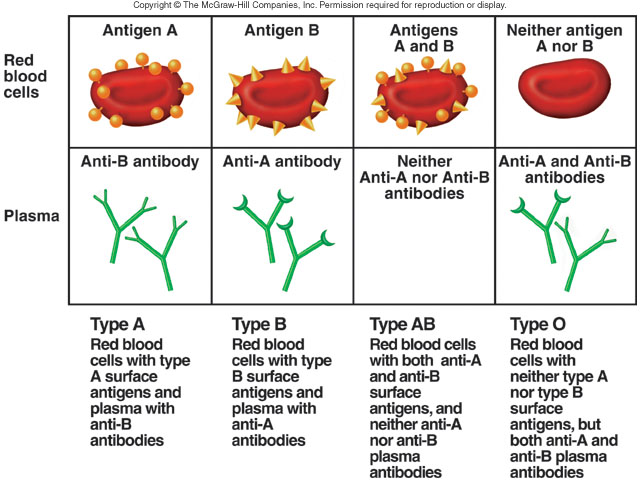 Copyright © The McGraw-Hill Companies, Inc. Permission required for reproduction or display.
Antigen A
Antigen B
Antigens
A and B
Neither antigen
A nor B
Red
blood
cells
Anti-B antibody
Anti-A antibody
Neither
Anti-A nor Anti-B
antibodies
Anti-A and Anti-B
antibodies
Plasma
Type A
Red blood
cells with type
A surface
antigens and
plasma with
anti-B
antibodies
Type B
Red blood
cells with type
B surface
antigens and
plasma with
anti-A
antibodies
Type AB
Red blood cells
with both anti-A
and anti-B
surface
antigens, and
neither anti-A
nor anti-B
plasma
antibodies
Type O
Red blood
cells with
neither type A
nor type B
surface
antigens, but
both anti-A and
anti-B plasma
antibodies